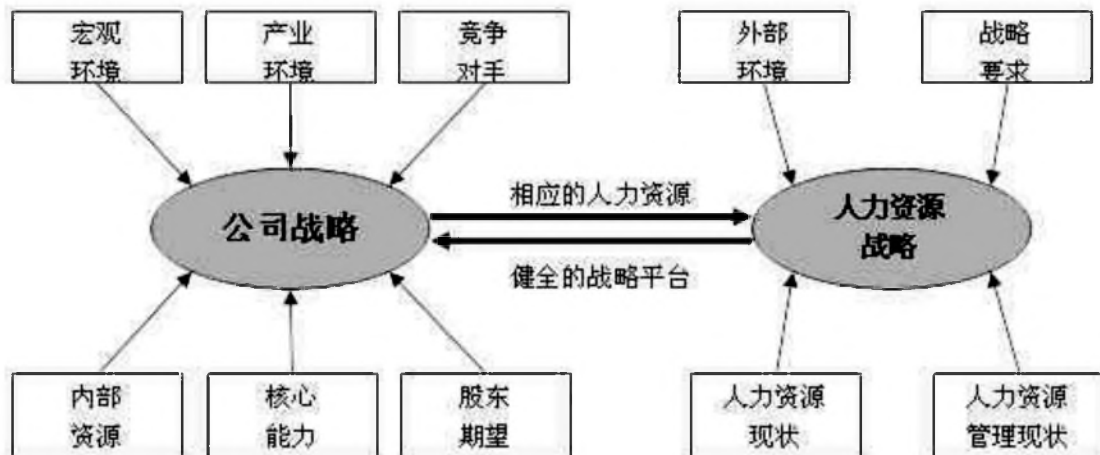 宏观
环境
产业
环境
竞争
对手
外部
环境
战略
要求
公司战略
相应的人力资源
健全的战略平台
人力资源
战略
内部
资源
核心
能力
股东
期望
人力资源
现状
人力资源
管理现状